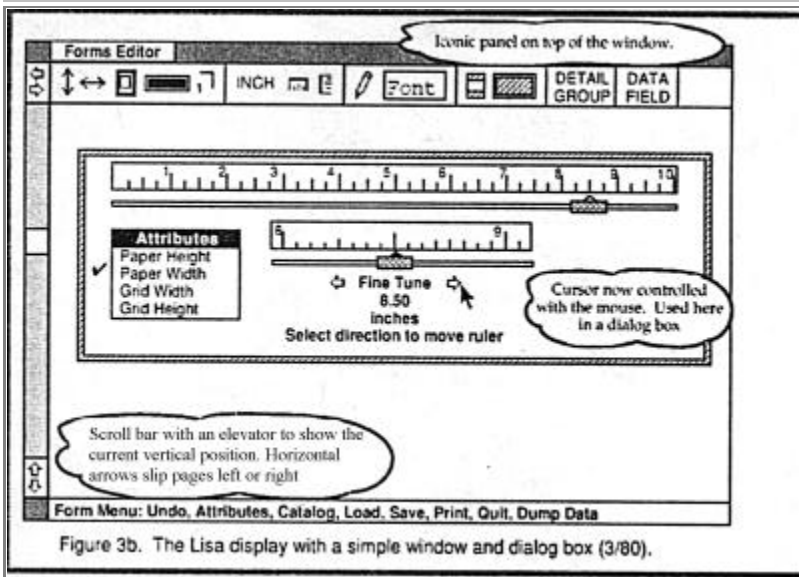 Iconic panel on top of the window.
Forms Editor
INCH
Font
DETAIL
GROUP
DATA
FIELD
1 2 3 4 5 6 7 8 9 10
Attributes
Paper Height
Paper Width
Grid Width
Grid Height
9
Fine Tune
8.50
inches
Select direction to move ruler
Cursor now controlled
with the mouse. Used here
in a dialog box
Scroll bar with an elevator to show the
current vertical position. Horizontal
arrows slip pages left or right
Form Menu: Undo, Attributes, Catalog, Load, Save, Print, Quit, Dump Data
Figure 3b. The Lisa display with a simple window and dialog box (3/80).